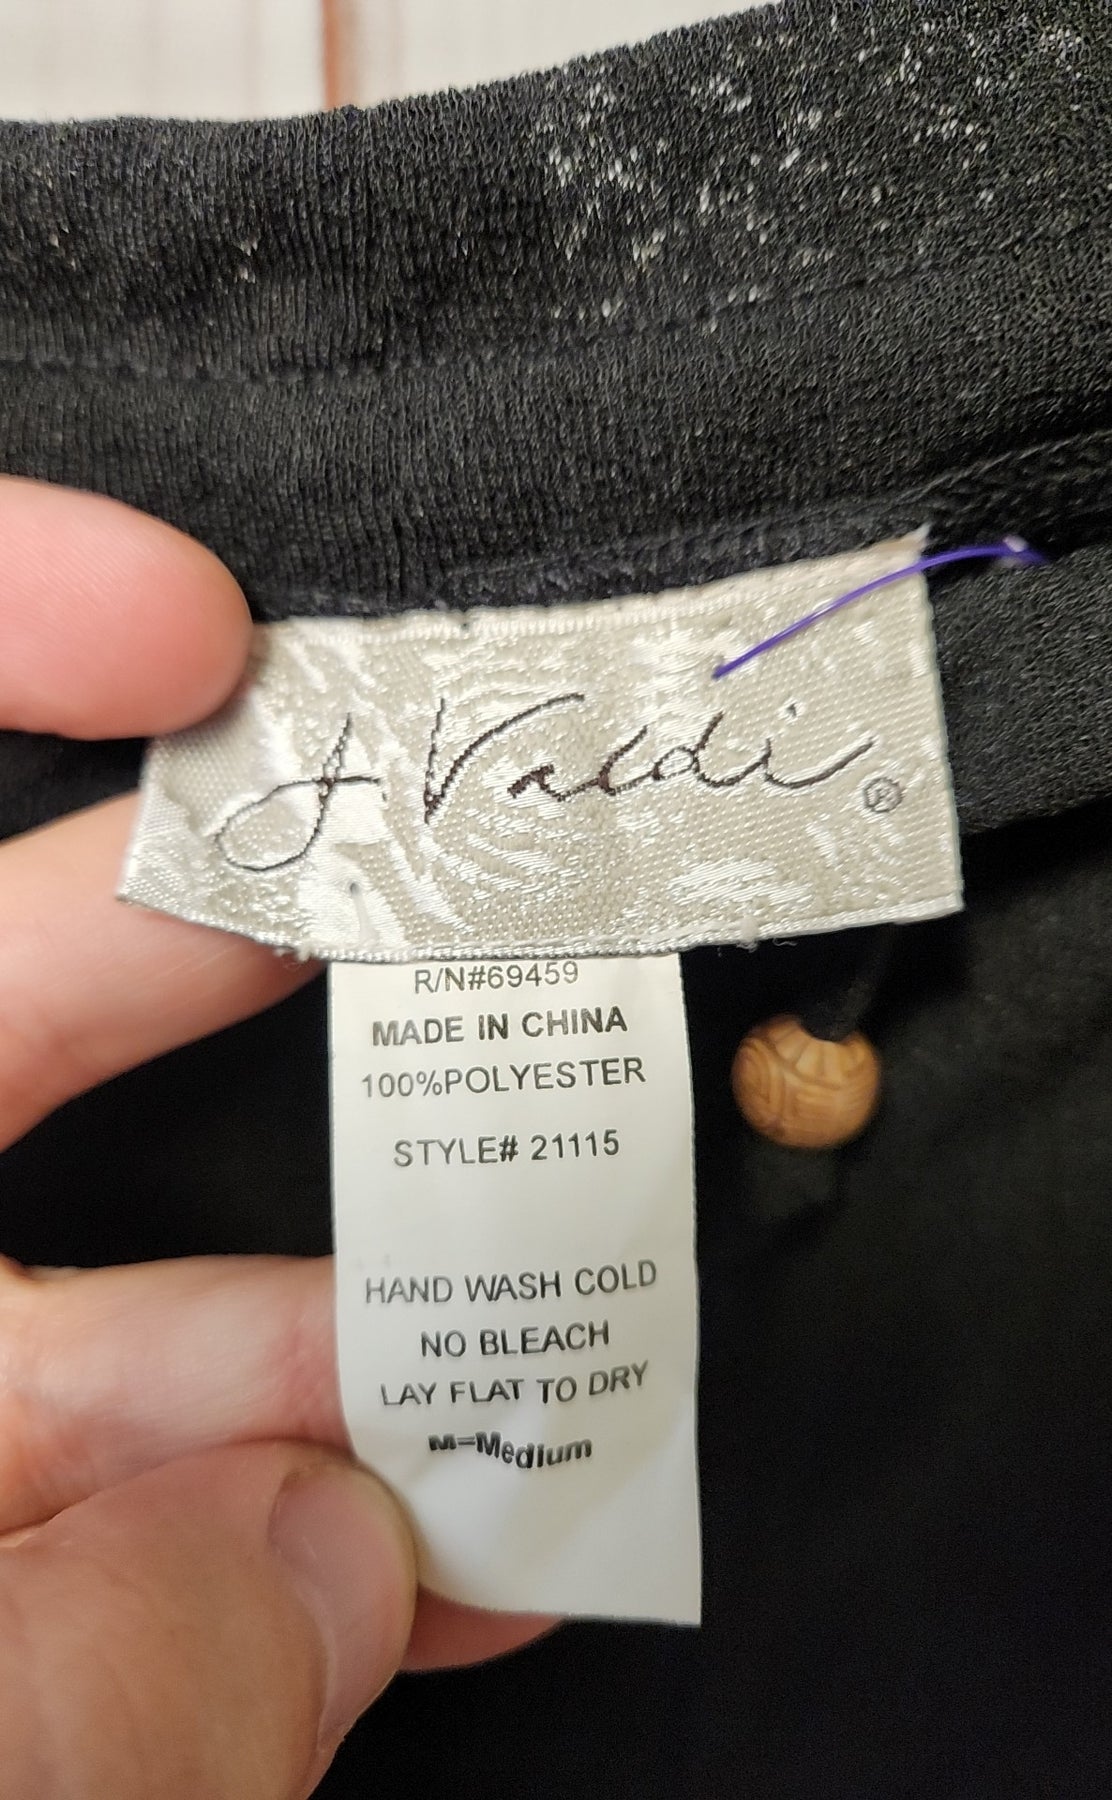 J Valdi ®
R/N#69459
MADE IN CHINA
100%POLYESTER
STYLE# 21115
HAND WASH COLD
NO BLEACH
LAY FLAT TO DRY
M=Medium